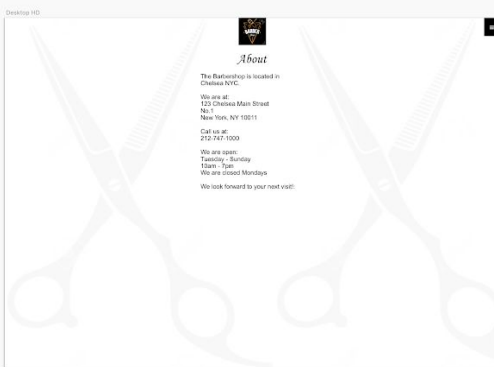 Desktop HD
BARBER
About
The Barbershop is located in
Chelsea NYC.
We are at:
123 Chelsea Main Street
No.1
New York, NY 10011
Call us at:
212-747-1000
We are open:
Tuesday - Sunday
10am - 7pm
We are closed Mondays
We look forward to your next visit!